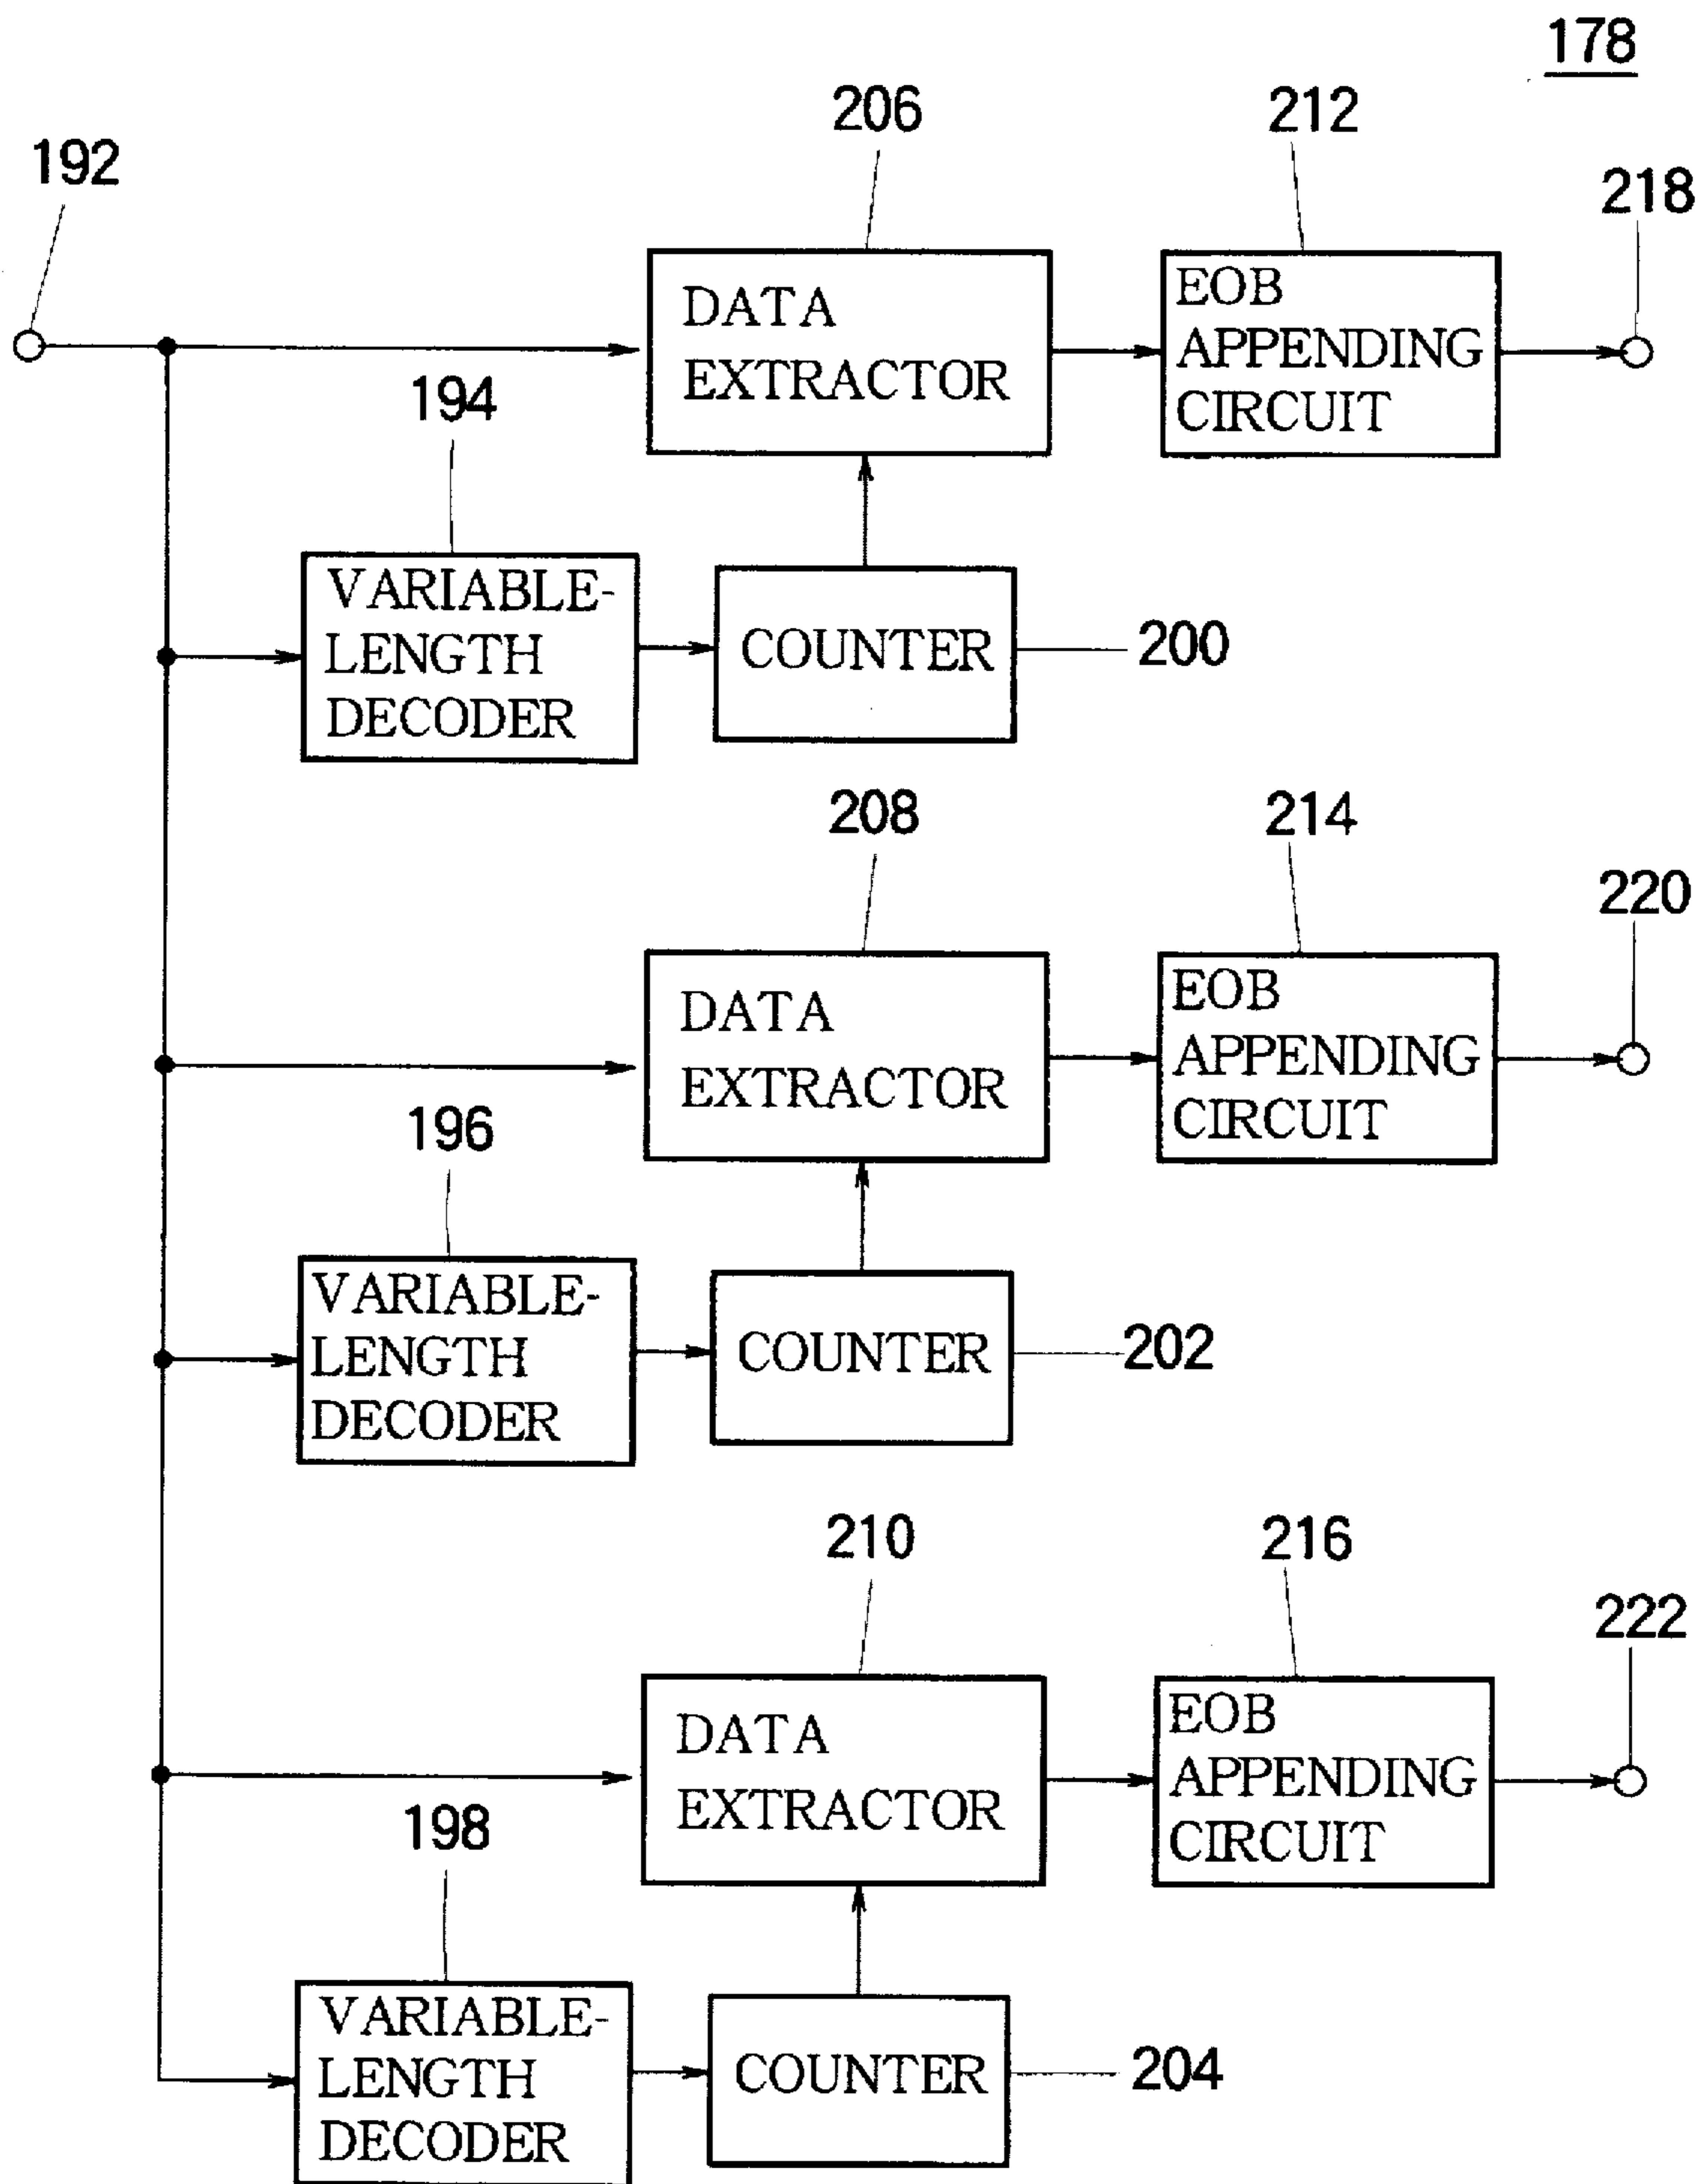 178
206
212
192
218
DATA
EXTRACTOR
EOB
APPENDING
CIRCUIT
194
VARIABLE-
LENGTH
DECODER
COUNTER
200
208
214
220
DATA
EXTRACTOR
EOB
APPENDING
CIRCUIT
196
VARIABLE-
LENGTH
DECODER
COUNTER
202
210
216
222
DATA
EXTRACTOR
EOB
APPENDING
CIRCUIT
198
VARIABLE-
LENGTH
DECODER
COUNTER
204